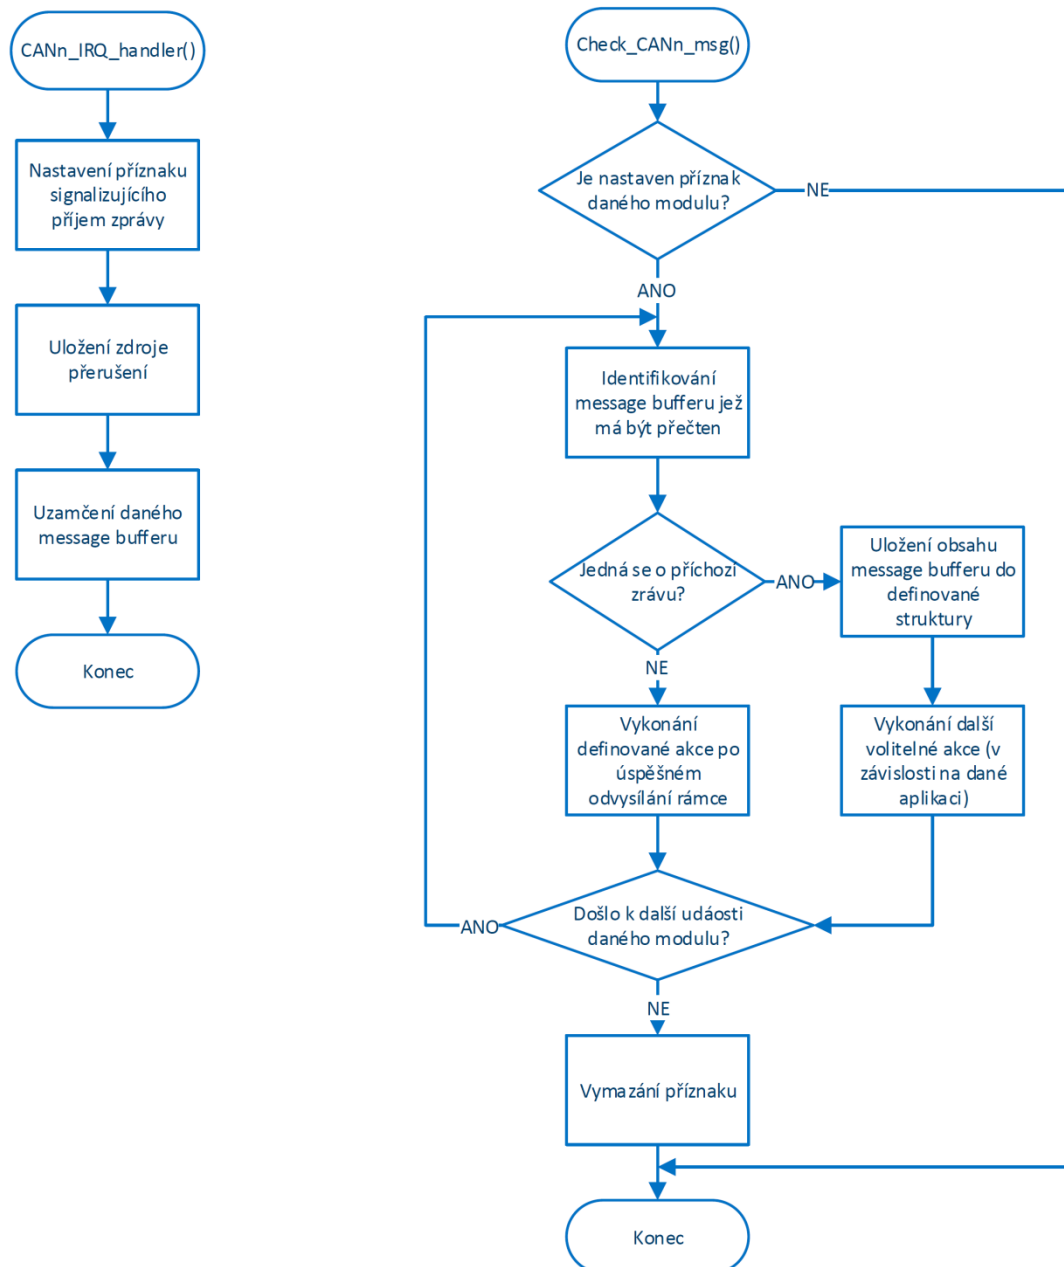 CANn_IRQ_handler()
Nastavení příznaku
signalizujícího
příjem zprávy
Uložení zdroje
přerušení
Uzamčení daného
message bufferu
Konec
Check_CANn_msg()
Je nastaven příznak
daného modulu?
NE
ANO
Identifikování
message bufferu jež
má být přečten
Jedná se o příchozí
zrávu?
ANO
Uložení obsahu
message bufferu do
definované
struktury
NE
Vykonání
definované akce po
úspěšném
odvysílání rámce
Vykonání další
volitelné akce (v
závislosti na dané
aplikaci)
Došlo k další udáosti
daného modulu?
ANO
NE
Vymazání příznaku
Konec